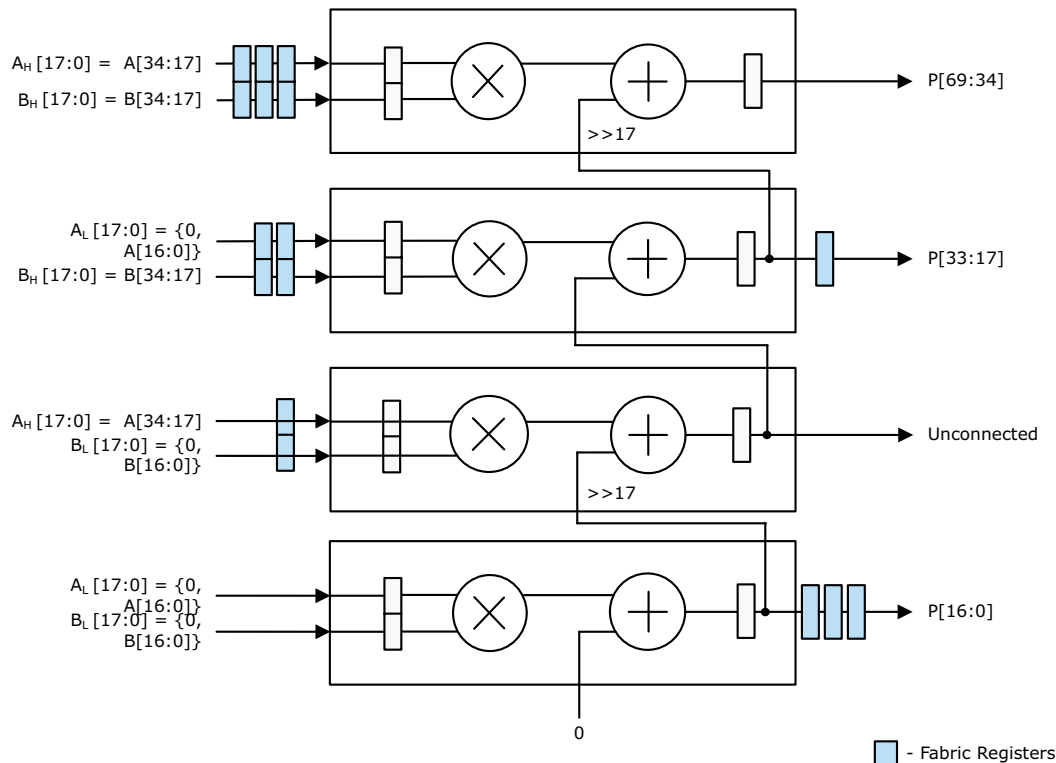 A_H [17:0] = A[34:17]
B_H [17:0] = B[34:17]
>>17
P[69:34]
A_L [17:0] = {0,
A[16:0]}
B_H [17:0] = B[34:17]
P[33:17]
A_H [17:0] = A[34:17]
B_L [17:0] = {0,
B[16:0]}
Unconnected
>>17
A_L [17:0] = {0,
A[16:0]}
B_L [17:0] = {0,
B[16:0]}
P[16:0]
0
- Fabric Registers